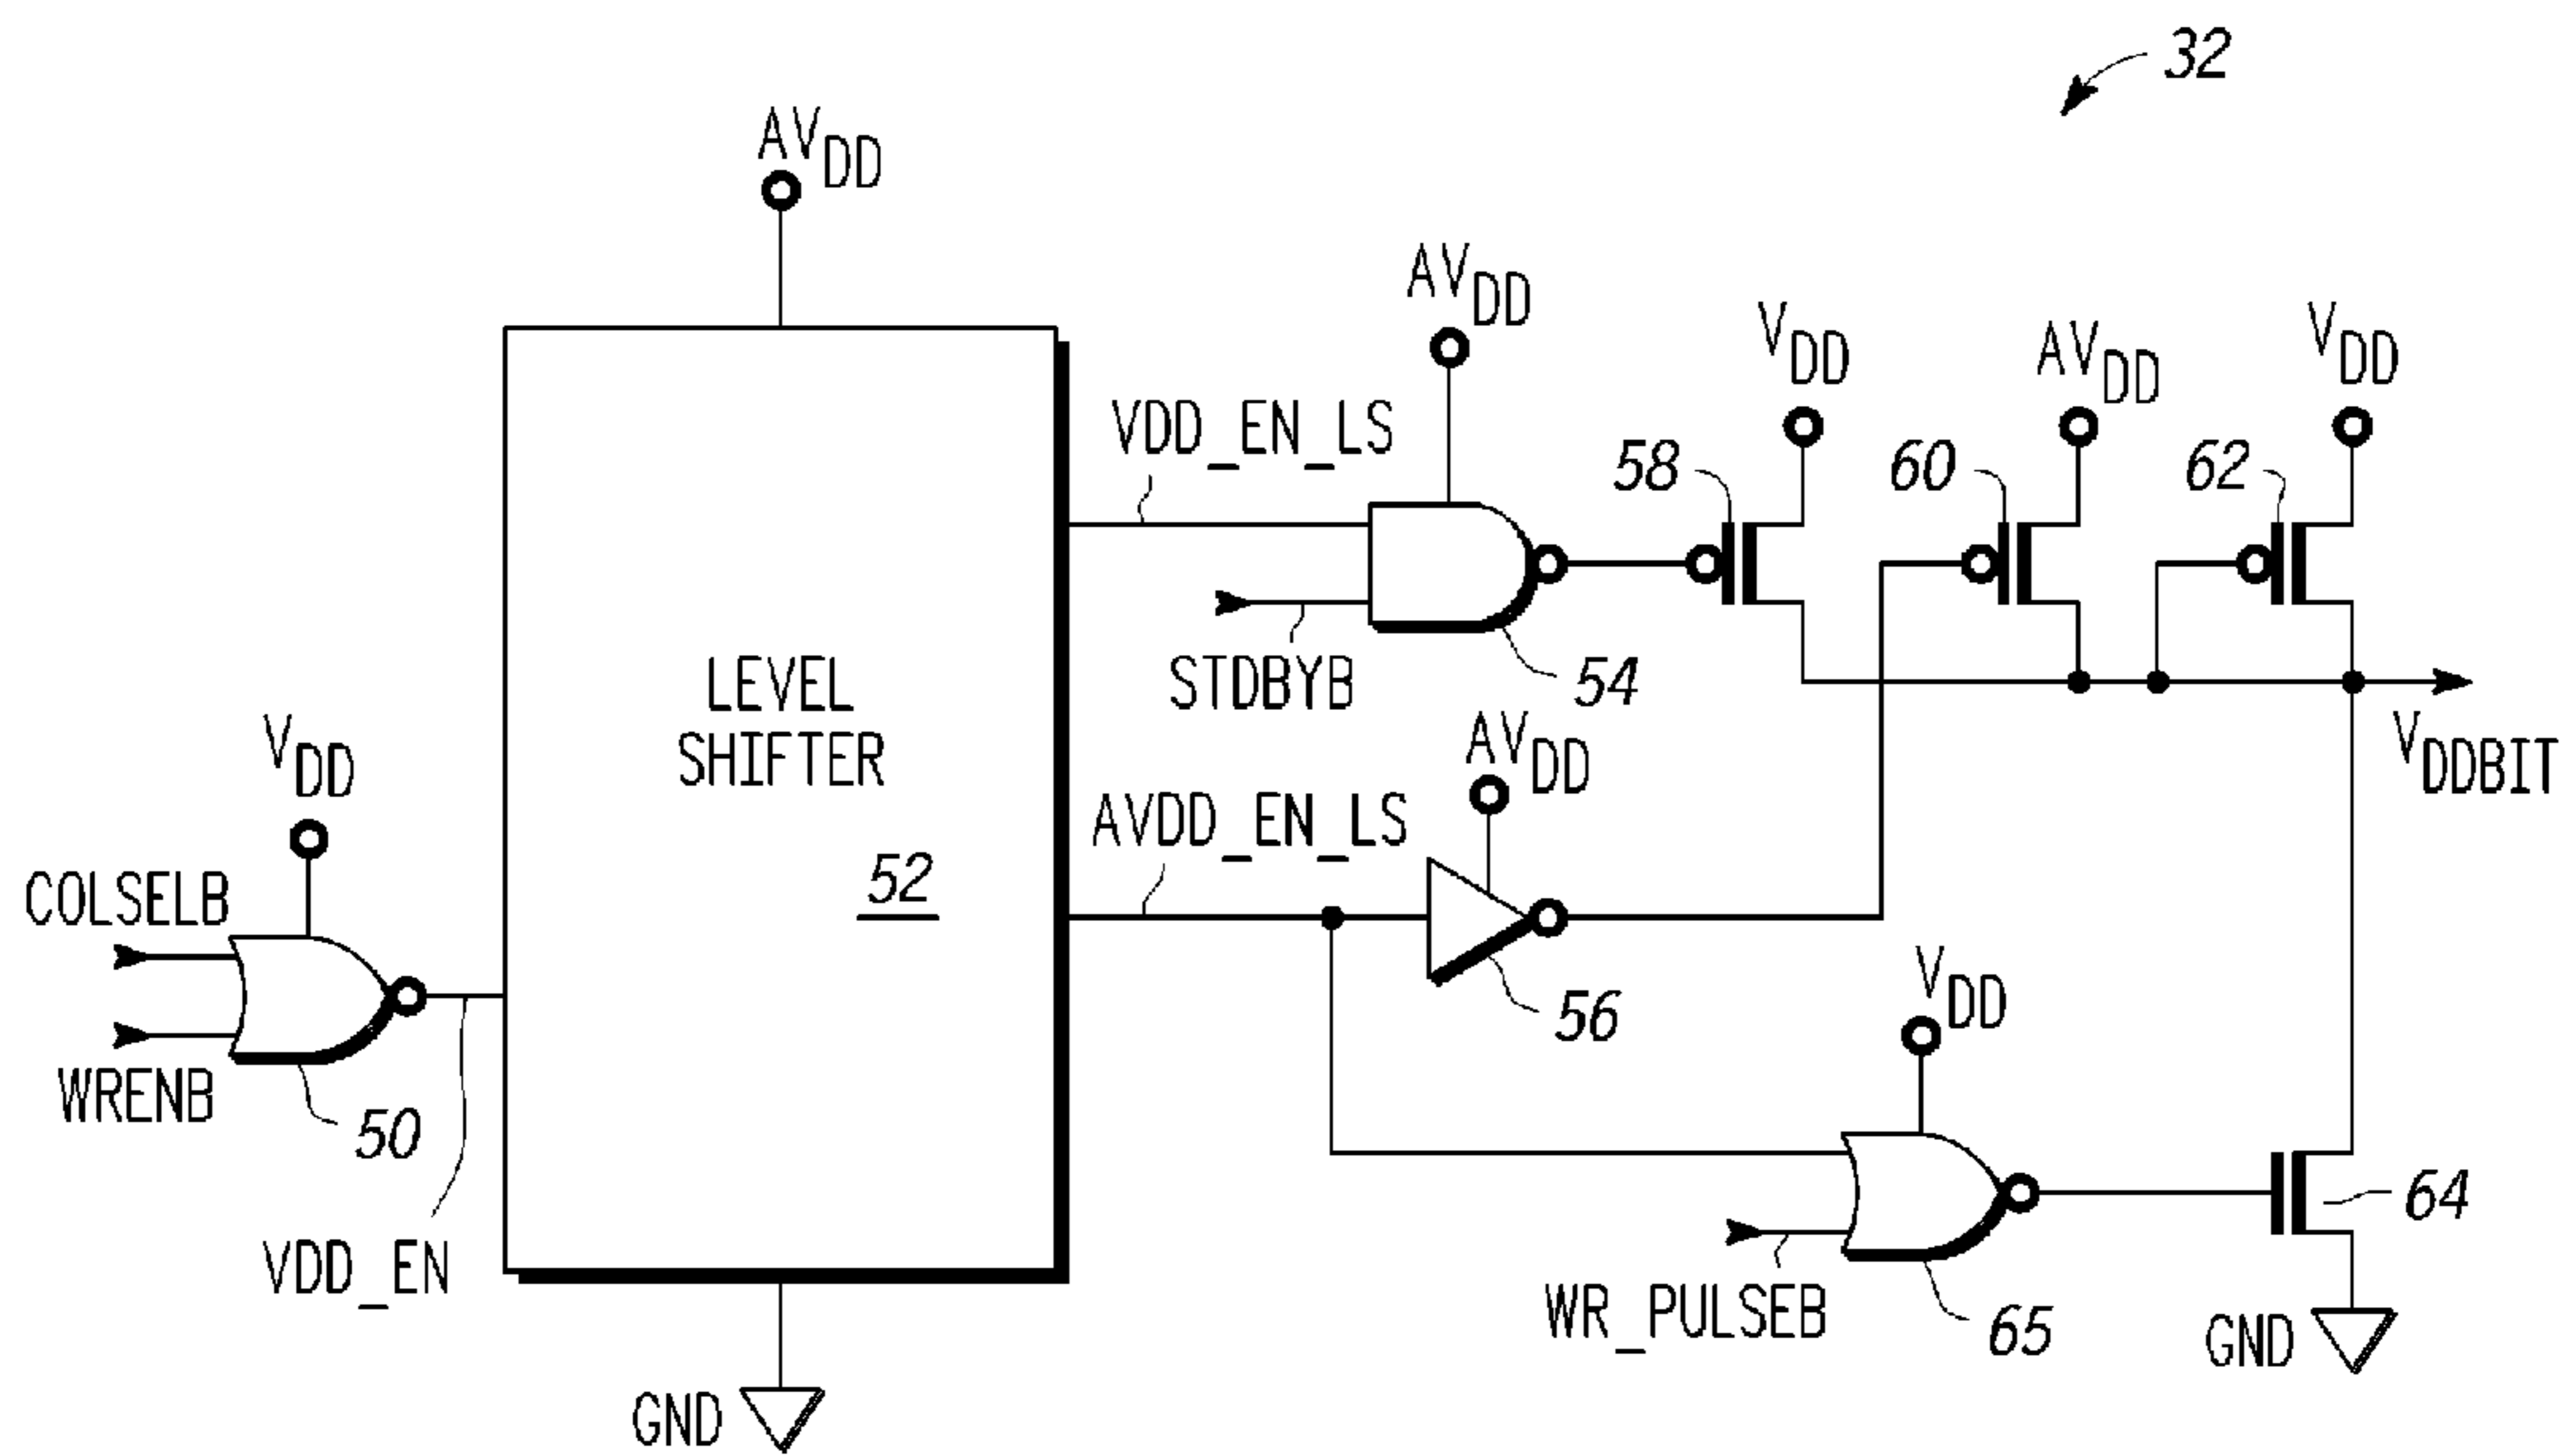 32
AVDD
AVDD
VDD
AVDD
VDD
VDD_EN_LS
58
60
62
STDBYB
54
LEVEL
SHIFTER
52
VDDBIT
VDD
AVDD
AVDD_EN_LS
COLSELB
56
VDD
WRENB
50
64
VDD_EN
WR_PULSEB
65
GND
GND